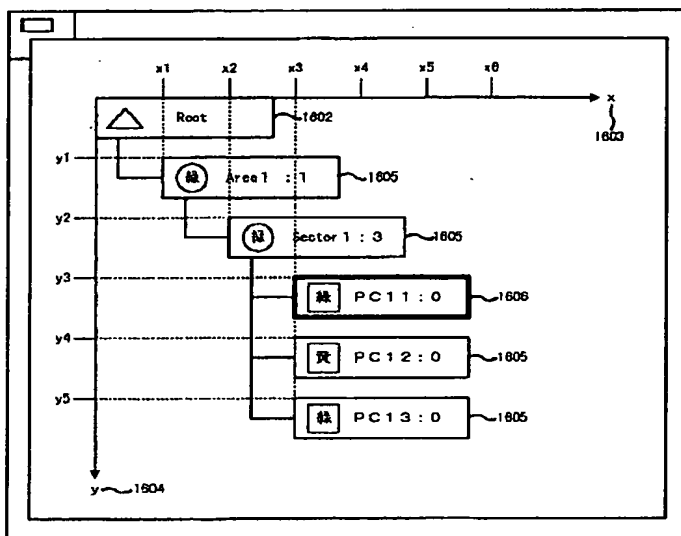 x1 x2 x3 x4 x5 x6
x
1603
Root
1602
y1
緑 Area1 : 1
1605
y2
緑 Sector1 : 3
1605
y3
緑 PC11:0
1606
y4
黄 PC12:0
1605
y5
緑 PC13:0
1605
y
1604